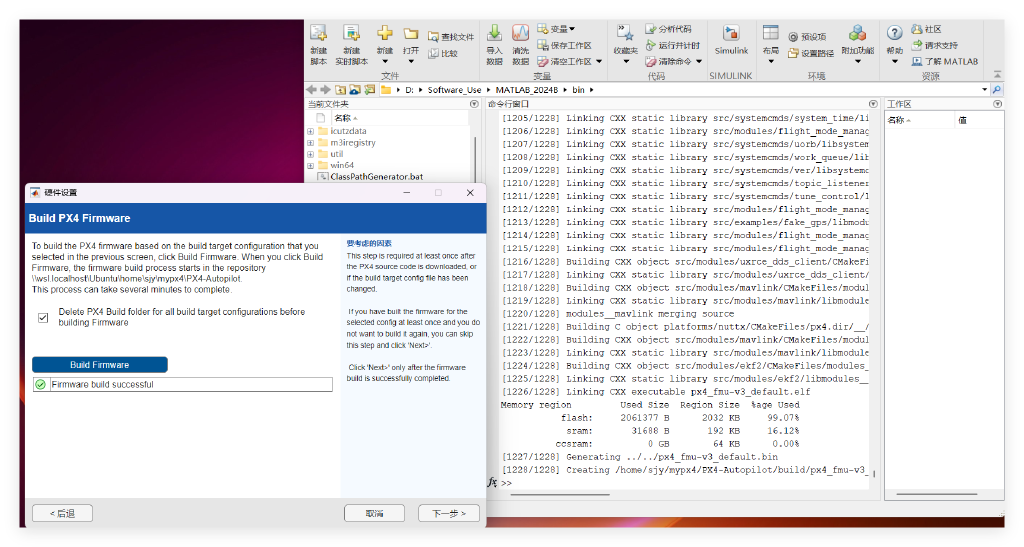 新建
脚本
新建
实时脚本
新建
打开
查找文件
比较
导入
数据
清洗
数据
变量
保存工作区
清空工作区
收藏夹
分析代码
运行并计时
清除命令
Simulink
布局
预设项
设置路径
附加功能
帮助
社区
请求支持
了解 MATLAB
文件
变量
代码
SIMULINK
环境
资源
D: ▸ Software_Use ▸ MATLAB_2024B ▸ bin ▸
当前文件夹
名称
icutzdata
m3iregistry
util
win64
ClassPathGenerator.bat
命令行窗口
[1205/1228] Linking CXX static library src/systemcmds/system_time/li
[1206/1228] Linking CXX static library src/modules/flight_mode_manag
[1207/1228] Linking CXX static library src/systemcmds/uorb/libsystem
[1208/1228] Linking CXX static library src/systemcmds/work_queue/lib
[1209/1228] Linking CXX static library src/systemcmds/ver/libsystemc
[1210/1228] Linking CXX static library src/systemcmds/topic_listener
[1211/1228] Linking CXX static library src/systemcmds/tune_control/l
[1212/1228] Linking CXX static library src/modules/flight_mode_manag
[1213/1228] Linking CXX static library src/examples/fake_gps/libmodu
[1214/1228] Linking CXX static library src/modules/flight_mode_manag
[1215/1228] Linking CXX static library src/modules/flight_mode_manag
[1216/1228] Building CXX object src/modules/uxrce_dds_client/CMakeFi
[1217/1228] Linking CXX static library src/modules/uxrce_dds_client/
[1218/1228] Building CXX object src/modules/mavlink/CMakeFiles/modul
[1219/1228] Linking CXX static library src/modules/mavlink/libmodule
[1220/1228] modules__mavlink merging source
[1221/1228] Building C object platforms/nuttx/CMakeFiles/px4.dir/__/
[1222/1228] Building CXX object src/modules/mavlink/CMakeFiles/modul
[1223/1228] Linking CXX static library src/modules/mavlink/libmodule
[1224/1228] Building CXX object src/modules/ekf2/CMakeFiles/modules_
[1225/1228] Linking CXX static library src/modules/ekf2/libmodules__
[1226/1228] Linking CXX executable px4_fmu-v3_default.elf
Memory region Used Size Region Size %age Used
flash: 2061377 B 2032 KB 99.07%
sram: 31688 B 192 KB 16.12%
ccsram: 0 GB 64 KB 0.00%
[1227/1228] Generating ../../px4_fmu-v3_default.bin
[1228/1228] Creating /home/sjy/mypx4/PX4-Autopilot/build/px4_fmu-v3_
fx >>
工作区
名称 值
硬件设置
Build PX4 Firmware
To build the PX4 firmware based on the build target configuration that you
selected in the previous screen, click Build Firmware. When you click Build
Firmware, the firmware build process starts in the repository
\\wsl.localhost\Ubuntu\home\sjy\mypx4\PX4-Autopilot.
This process can take several minutes to complete.
Delete PX4 Build folder for all build target configurations before
building Firmware
Build Firmware
Firmware build successful
要考虑的因素
This step is required at least once after
the PX4 source code is downloaded, or
if the build target config file has been
changed.
If you have built the firmware for the
selected config at least once and you do
not want to build it again, you can skip
this step and click 'Next>'.
Click 'Next>' only after the firmware
build is successfully completed.
< 后退
取消
下一步 >